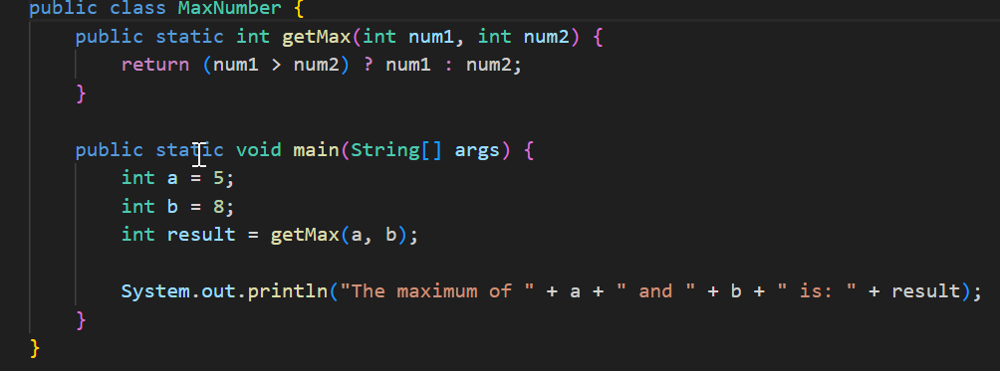 public class MaxNumber {
    public static int getMax(int num1, int num2) {
        return (num1 > num2) ? num1 : num2;
    }

    public static void main(String[] args) {
        int a = 5;
        int b = 8;
        int result = getMax(a, b);

        System.out.println("The maximum of " + a + " and " + b + " is: " + result);
    }
}